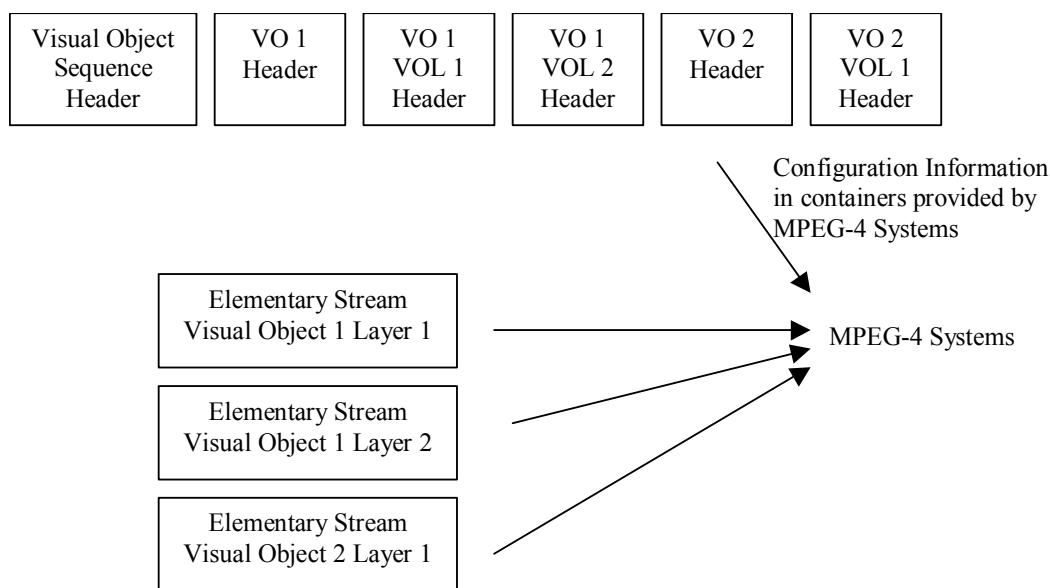 Visual Object
Sequence
Header
VO 1
Header
VO 1
VOL 1
Header
VO 1
VOL 2
Header
VO 2
Header
VO 2
VOL 1
Header
Configuration Information
in containers provided by
MPEG-4 Systems
Elementary Stream
Visual Object 1 Layer 1
MPEG-4 Systems
Elementary Stream
Visual Object 1 Layer 2
Elementary Stream
Visual Object 2 Layer 1